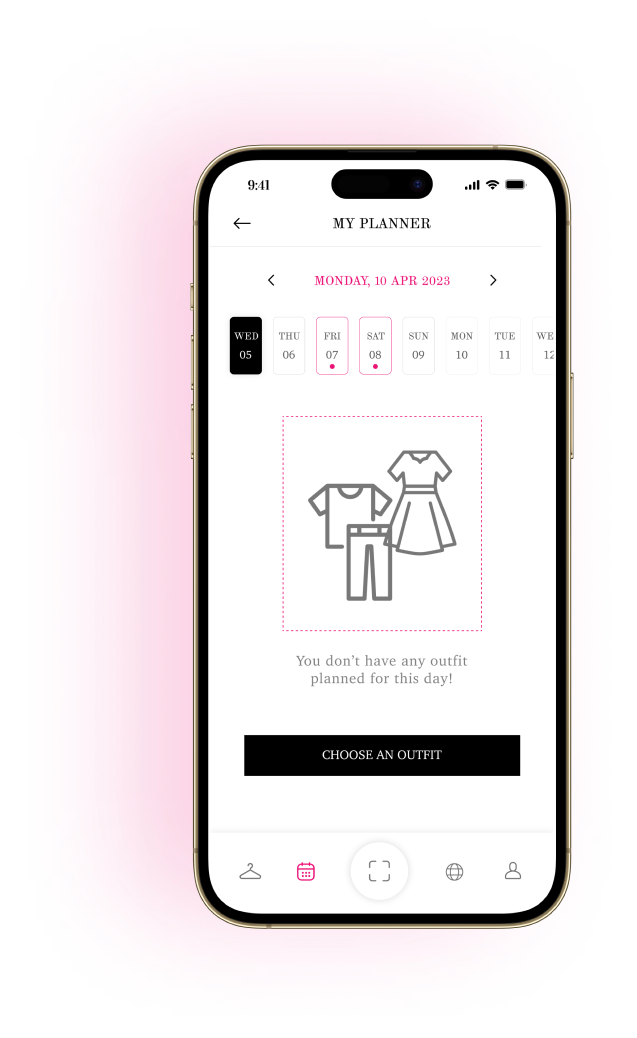 9:41
MY PLANNER
MONDAY, 10 APR 2023
WED THU FRI SAT SUN MON TUE WE
05 06 07 08 09 10 11 12
You don't have any outfit
planned for this day!
CHOOSE AN OUTFIT